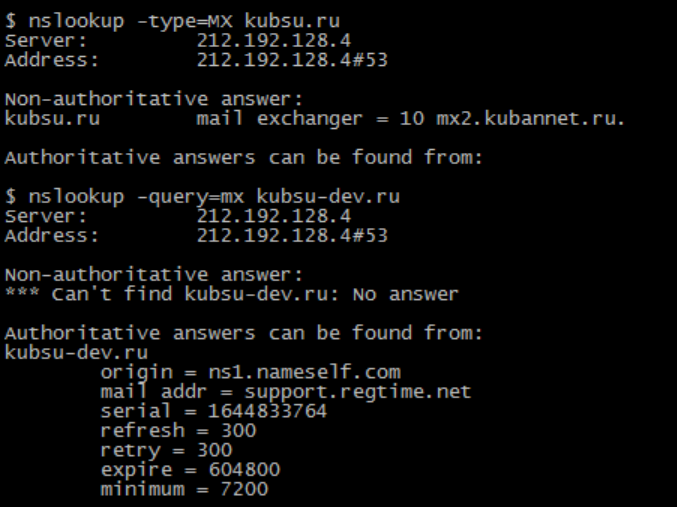 $ nslookup -type=MX kubsu.ru
Server:         212.192.128.4
Address:        212.192.128.4#53

Non-authoritative answer:
kubsu.ru        mail exchanger = 10 mx2.kubannet.ru.

Authoritative answers can be found from:

$ nslookup -query=mx kubsu-dev.ru
Server:         212.192.128.4
Address:        212.192.128.4#53

Non-authoritative answer:
*** Can't find kubsu-dev.ru: No answer

Authoritative answers can be found from:
kubsu-dev.ru
        origin = ns1.nameself.com
        mail addr = support.regtime.net
        serial = 1644833764
        refresh = 300
        retry = 300
        expire = 604800
        minimum = 7200